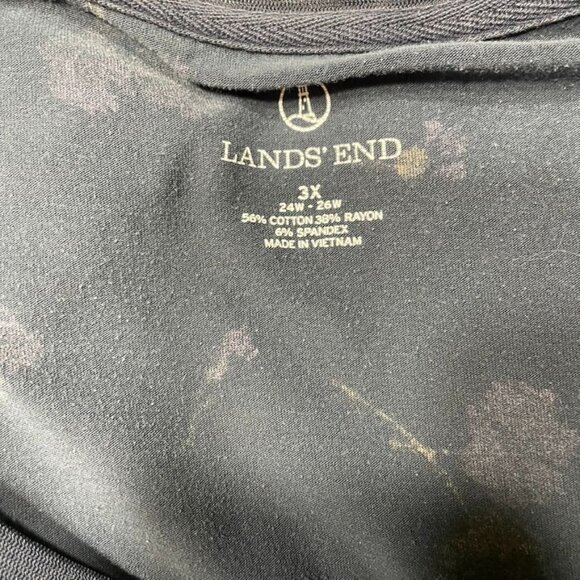 LANDS' END
3X
24W - 26W
56% COTTON 38% RAYON
6% SPANDEX
MADE IN VIETNAM